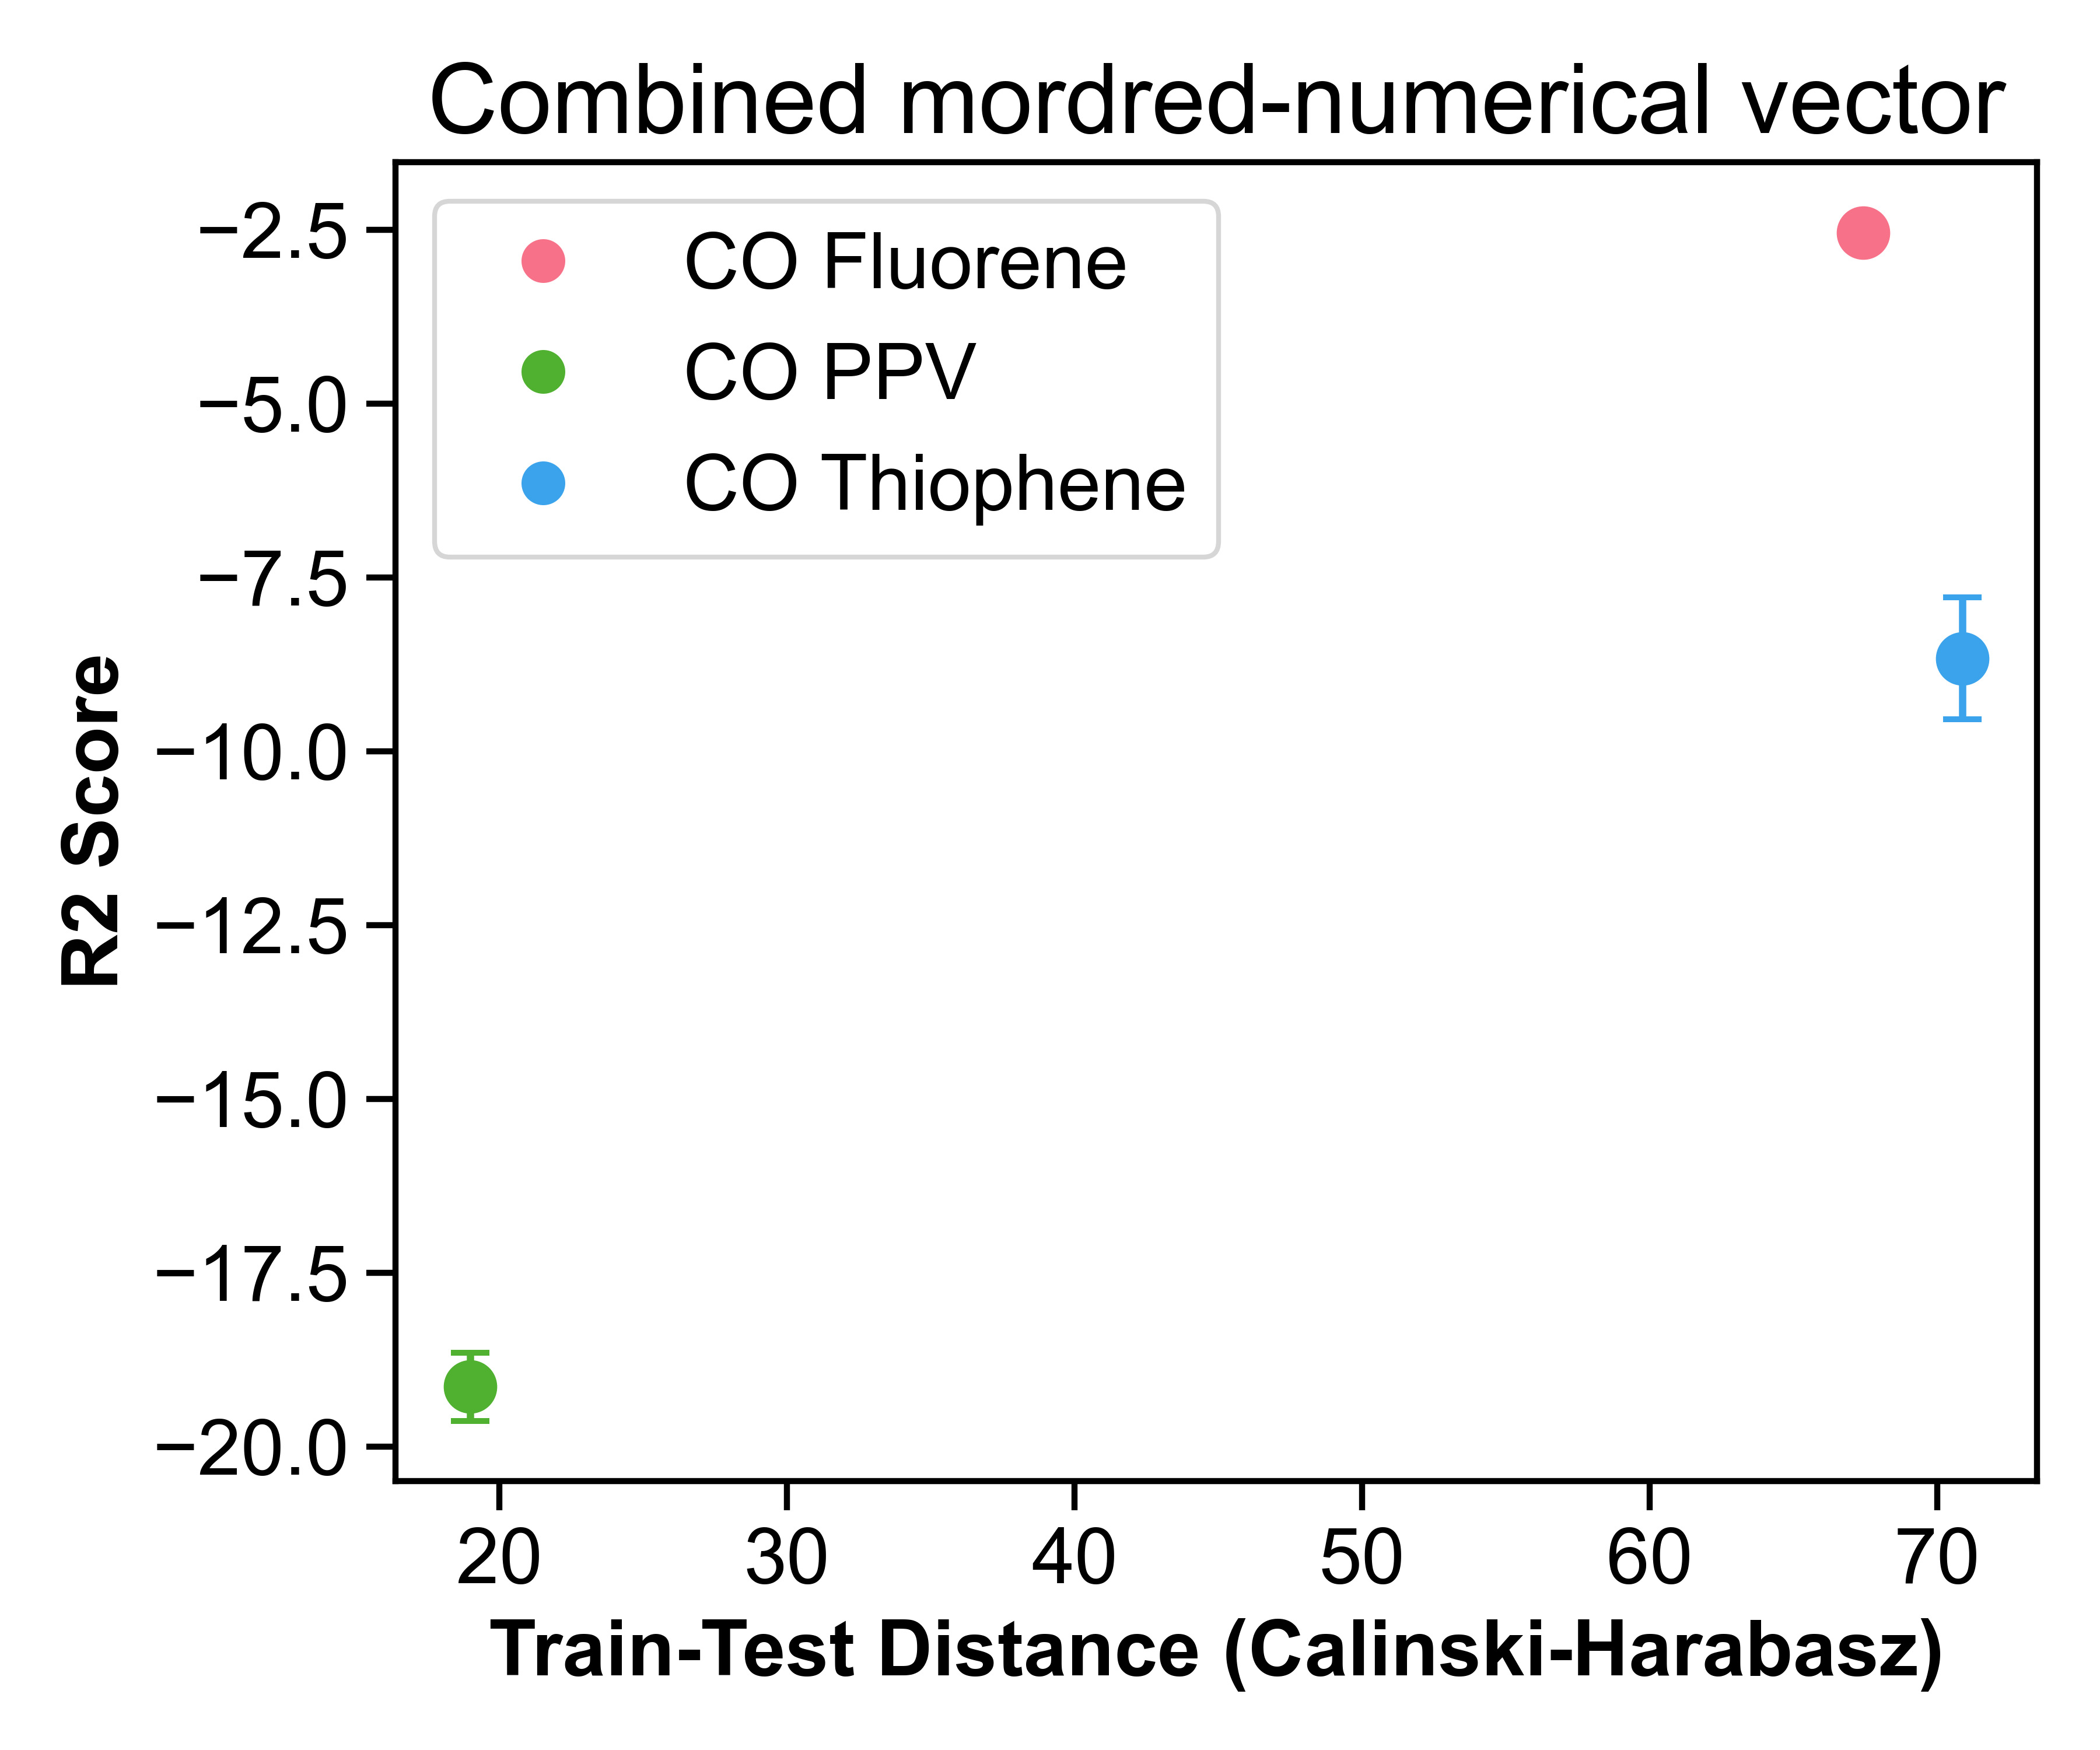 Combined mordred-numerical vector
CO Fluorene
CO PPV
CO Thiophene
R2 Score
−2.5
−5.0
−7.5
−10.0
−12.5
−15.0
−17.5
−20.0
20 30 40 50 60 70
Train-Test Distance (Calinski-Harabasz)